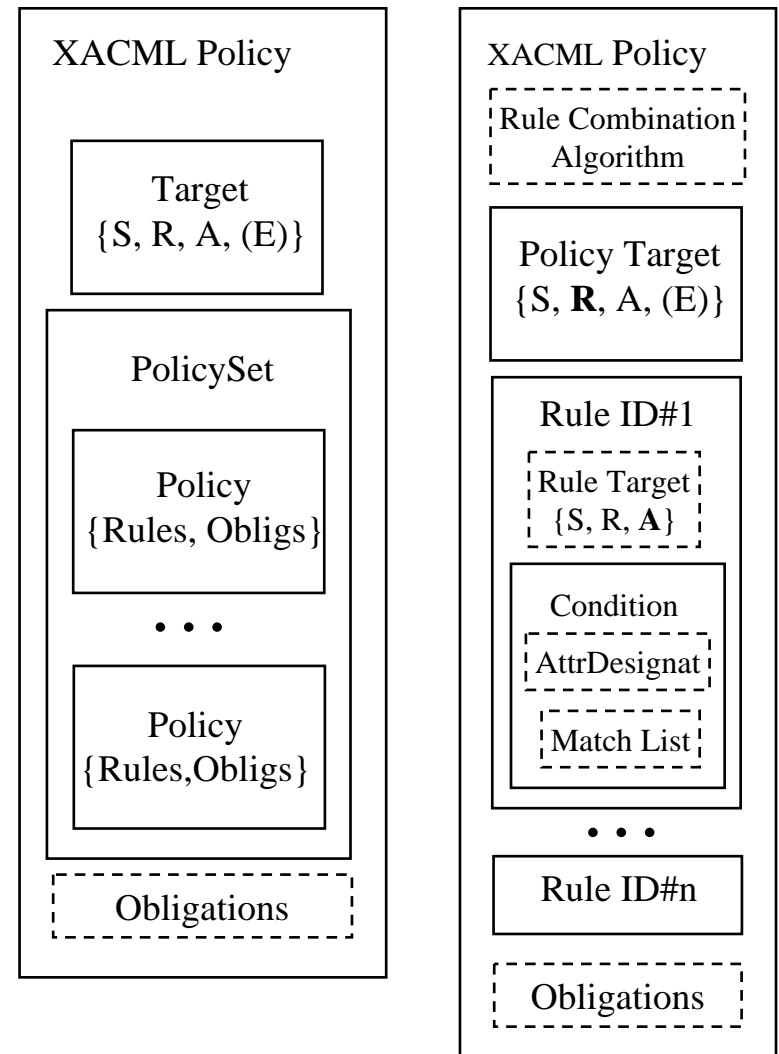 XACML Policy
Target
{S, R, A, (E)}
PolicySet
Policy
{Rules, Obligs}
• • •
Policy
{Rules,Obligs}
Obligations
XACML Policy
Rule Combination
Algorithm
Policy Target
{S, R, A, (E)}
Rule ID#1
Rule Target
{S, R, A}
Condition
AttrDesignat
Match List
• • •
Rule ID#n
Obligations